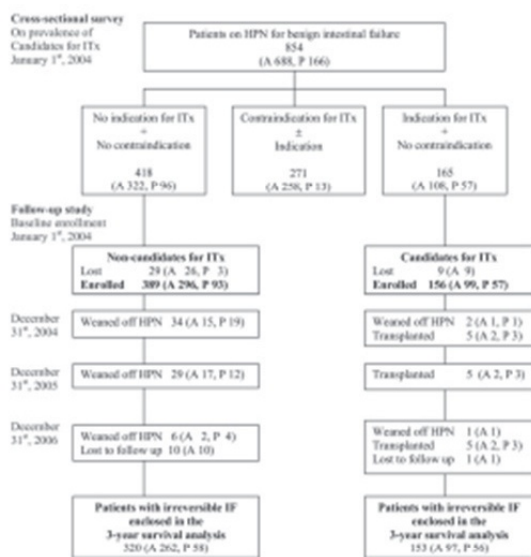 Cross-sectional survey
On prevalence of
Candidates for ITx
January 1st, 2004
Patients on HPN for benign intestinal failure
854
(A 688, P 166)
No indication for ITx
+
No contraindication
418
(A 322, P 96)
Contraindication for ITx
±
Indication
271
(A 258, P 13)
Indication for ITx
+
No contraindication
165
(A 108, P 57)
Follow-up study
Baseline enrollment
January 1st, 2004
Non-candidates for ITx
Lost 29 (A 26, P 3)
Enrolled 389 (A 296, P 93)
Candidates for ITx
Lost 9 (A 9)
Enrolled 156 (A 99, P 57)
December
31st, 2004
Weaned off HPN 34 (A 15, P 19)
Weaned off HPN 2 (A 1, P 1)
Transplanted 5 (A 2, P 3)
December
31st, 2005
Weaned off HPN 29 (A 17, P 12)
Transplanted 5 (A 2, P 3)
December
31st, 2006
Weaned off HPN 6 (A 2, P 4)
Lost to follow up 10 (A 10)
Weaned off HPN 1 (A 1)
Transplanted 5 (A 2, P 3)
Lost to follow up 1 (A 1)
Patients with irreversible IF
enclosed in the
3-year survival analysis
320 (A 262, P 58)
Patients with irreversible IF
enclosed in the
3-year survival analysis
153 (A 97, P 56)